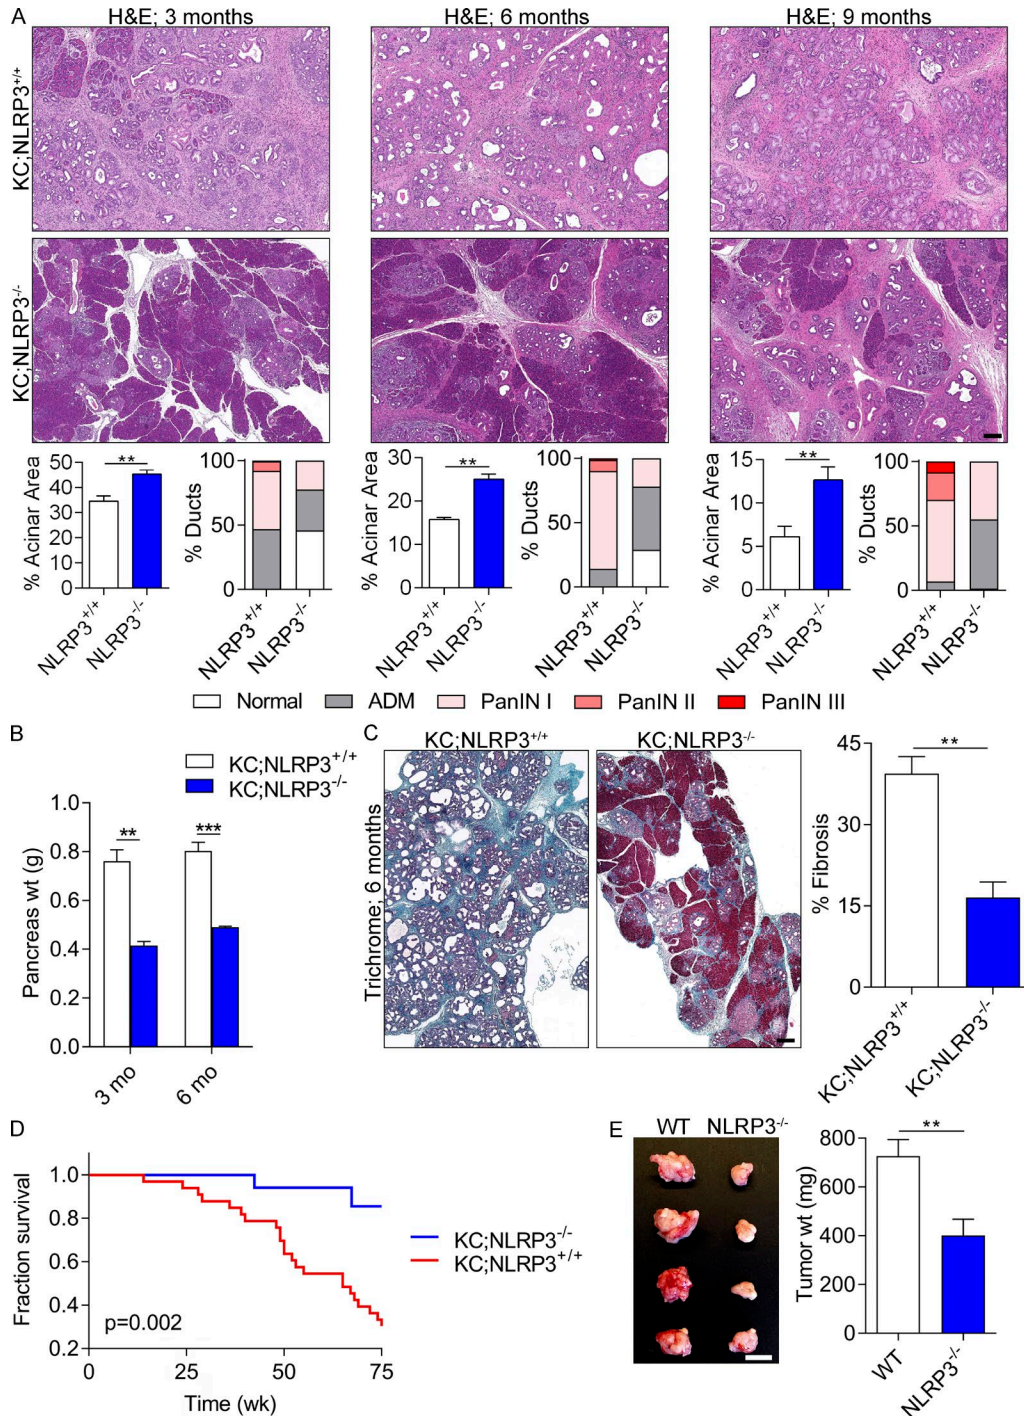 A
H&E; 3 months
H&E; 6 months
H&E; 9 months
KC;NLRP3+/+
KC;NLRP3-/-
% Acinar Area
50
40
30
20
10
0
**
NLRP3+/+
NLRP3-/-
% Ducts
100
50
0
NLRP3+/+
NLRP3-/-
% Acinar Area
30
20
10
0
**
NLRP3+/+
NLRP3-/-
% Ducts
100
50
0
NLRP3+/+
NLRP3-/-
% Acinar Area
15
10
5
0
**
NLRP3+/+
NLRP3-/-
% Ducts
100
50
0
NLRP3+/+
NLRP3-/-
Normal
ADM
PanIN I
PanIN II
PanIN III
B
KC;NLRP3+/+
KC;NLRP3-/-
Pancreas wt (g)
1.0
0.8
0.6
0.4
0.2
0.0
**
***
3 mo
6 mo
C
KC;NLRP3+/+
KC;NLRP3-/-
Trichrome; 6 months
% Fibrosis
45
30
15
0
**
KC;NLRP3+/+
KC;NLRP3-/-
D
Fraction survival
1.0
0.8
0.6
0.4
0.2
p=0.002
0
25
50
75
Time (wk)
KC;NLRP3-/-
KC;NLRP3+/+
E
WT
NLRP3-/-
Tumor wt (mg)
800
600
400
200
0
**
WT
NLRP3-/-